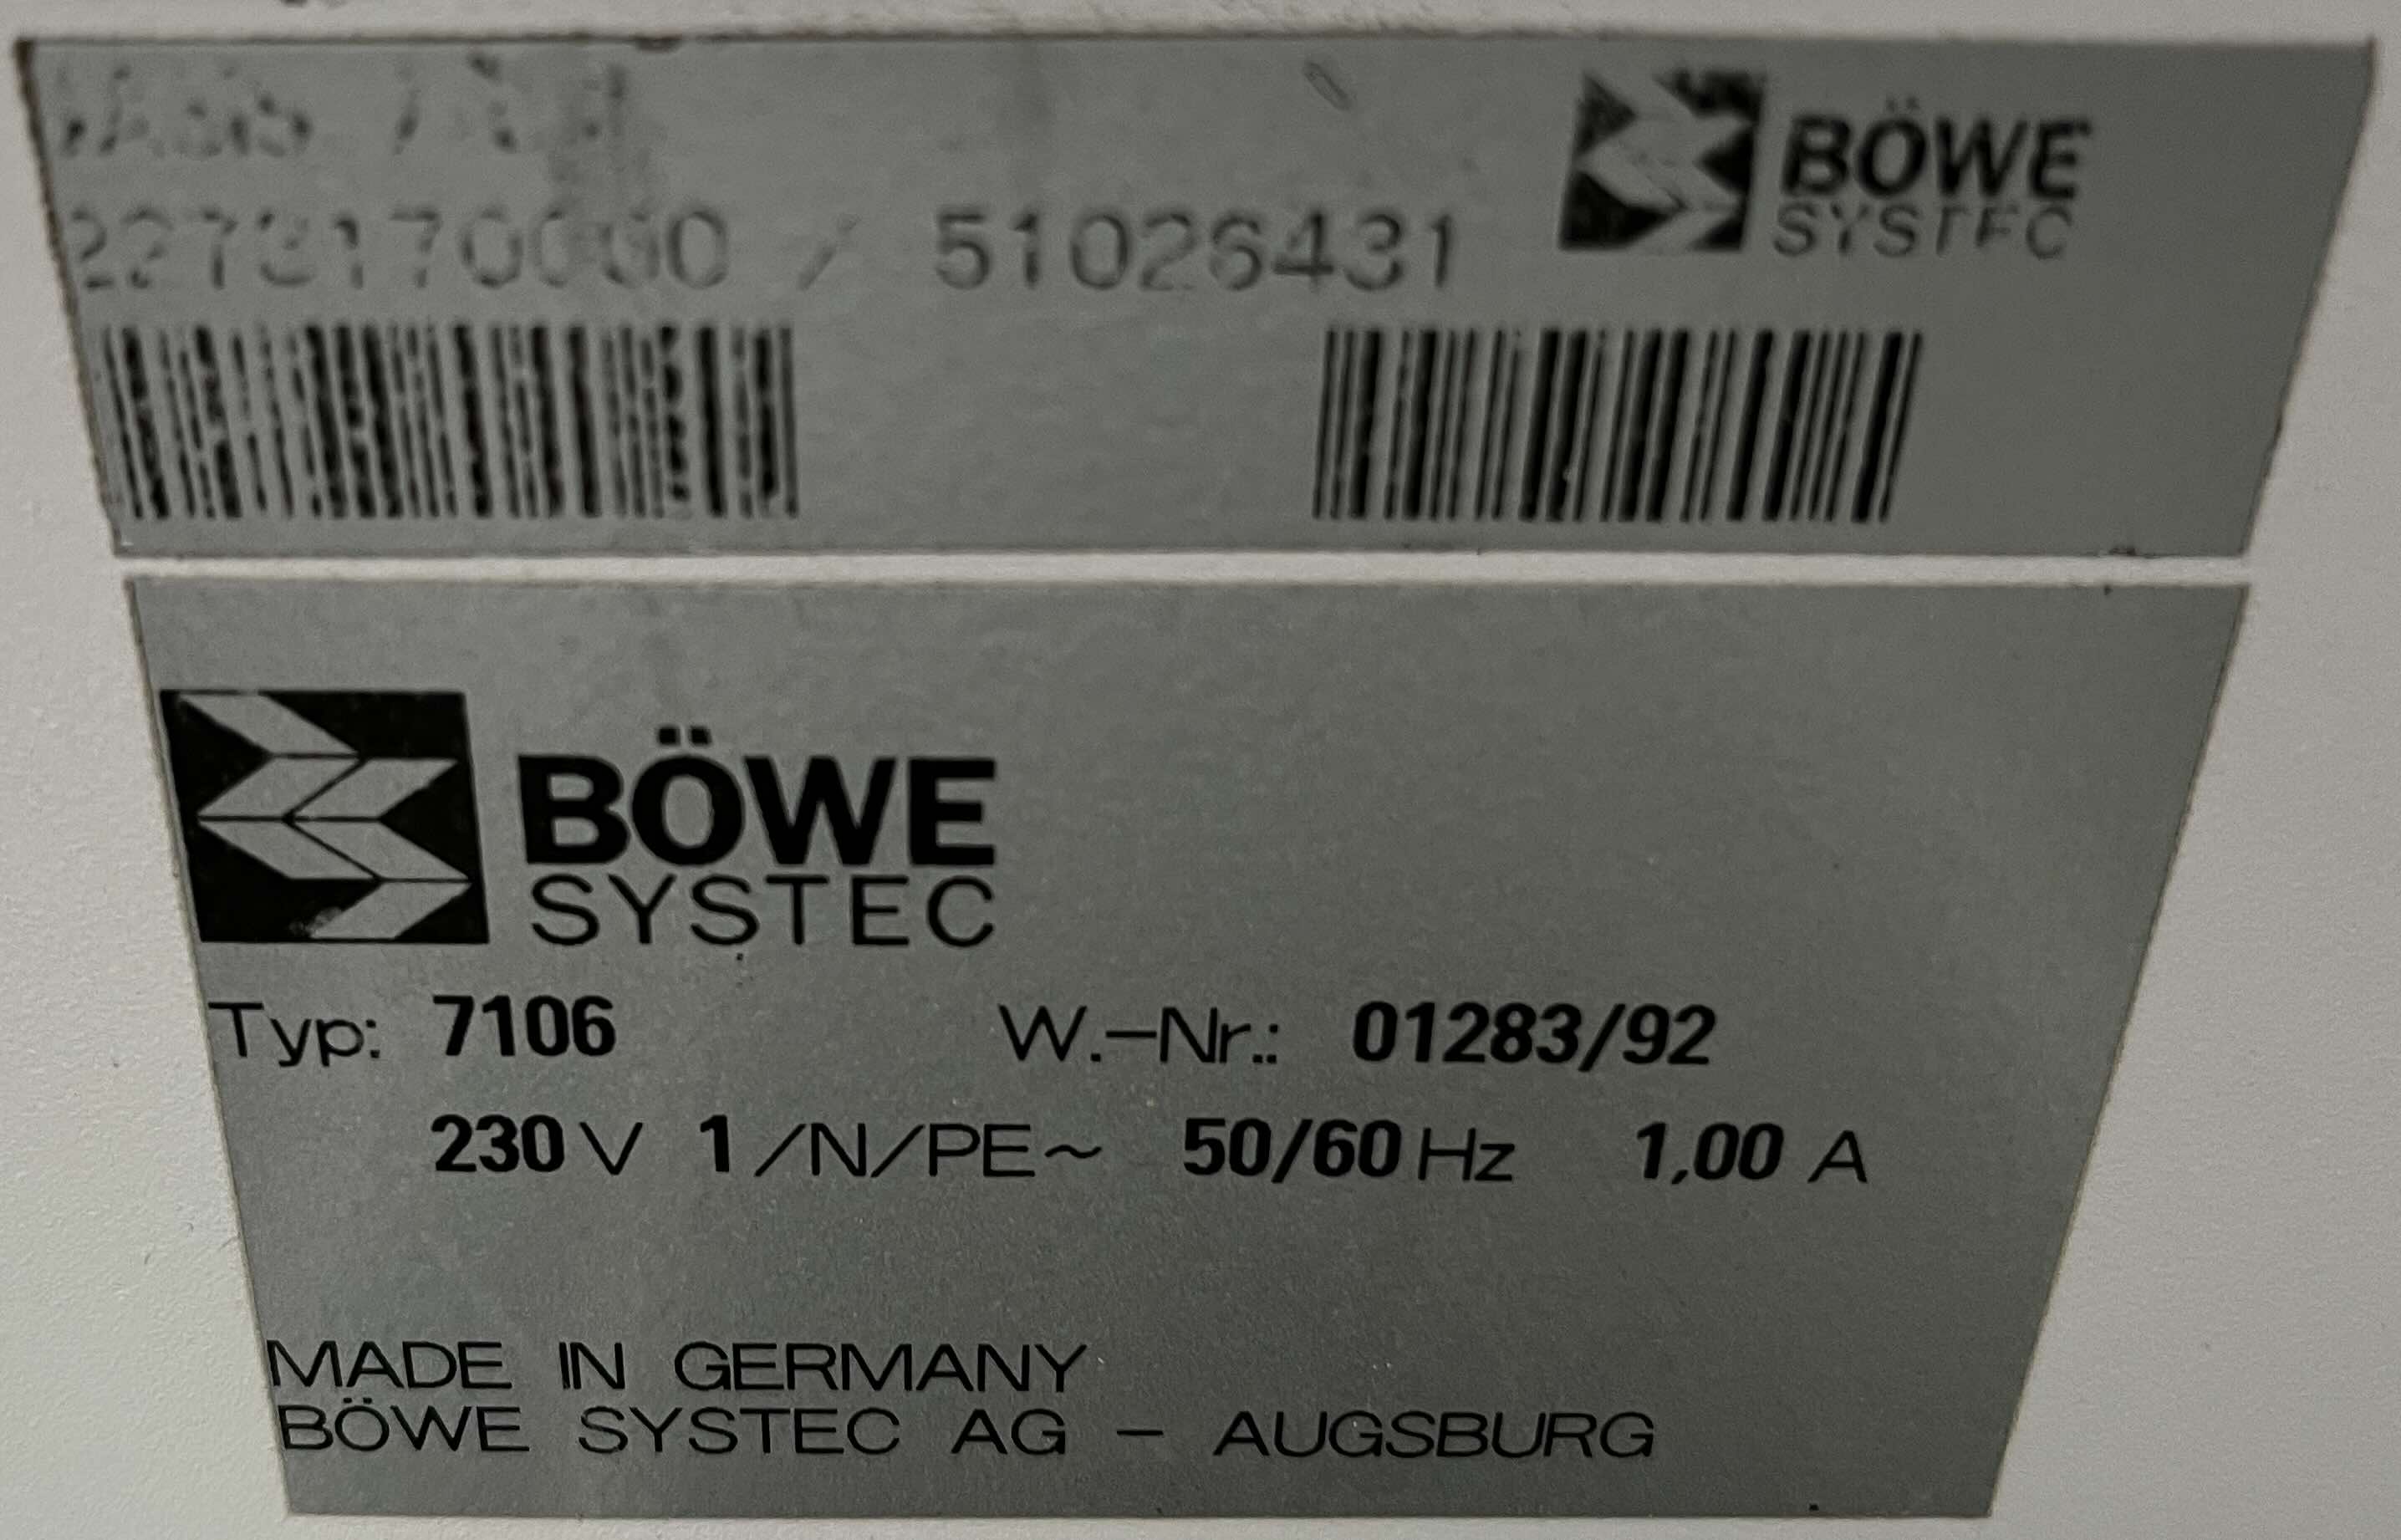 BÖWE
SYSTEC
/ 51026431
BÖWE
SYSTEC
Typ: 7106 W.-Nr.: 01283/92
230 V 1 /N/PE~ 50/60 Hz 1,00 A
MADE IN GERMANY
BÖWE SYSTEC AG - AUGSBURG